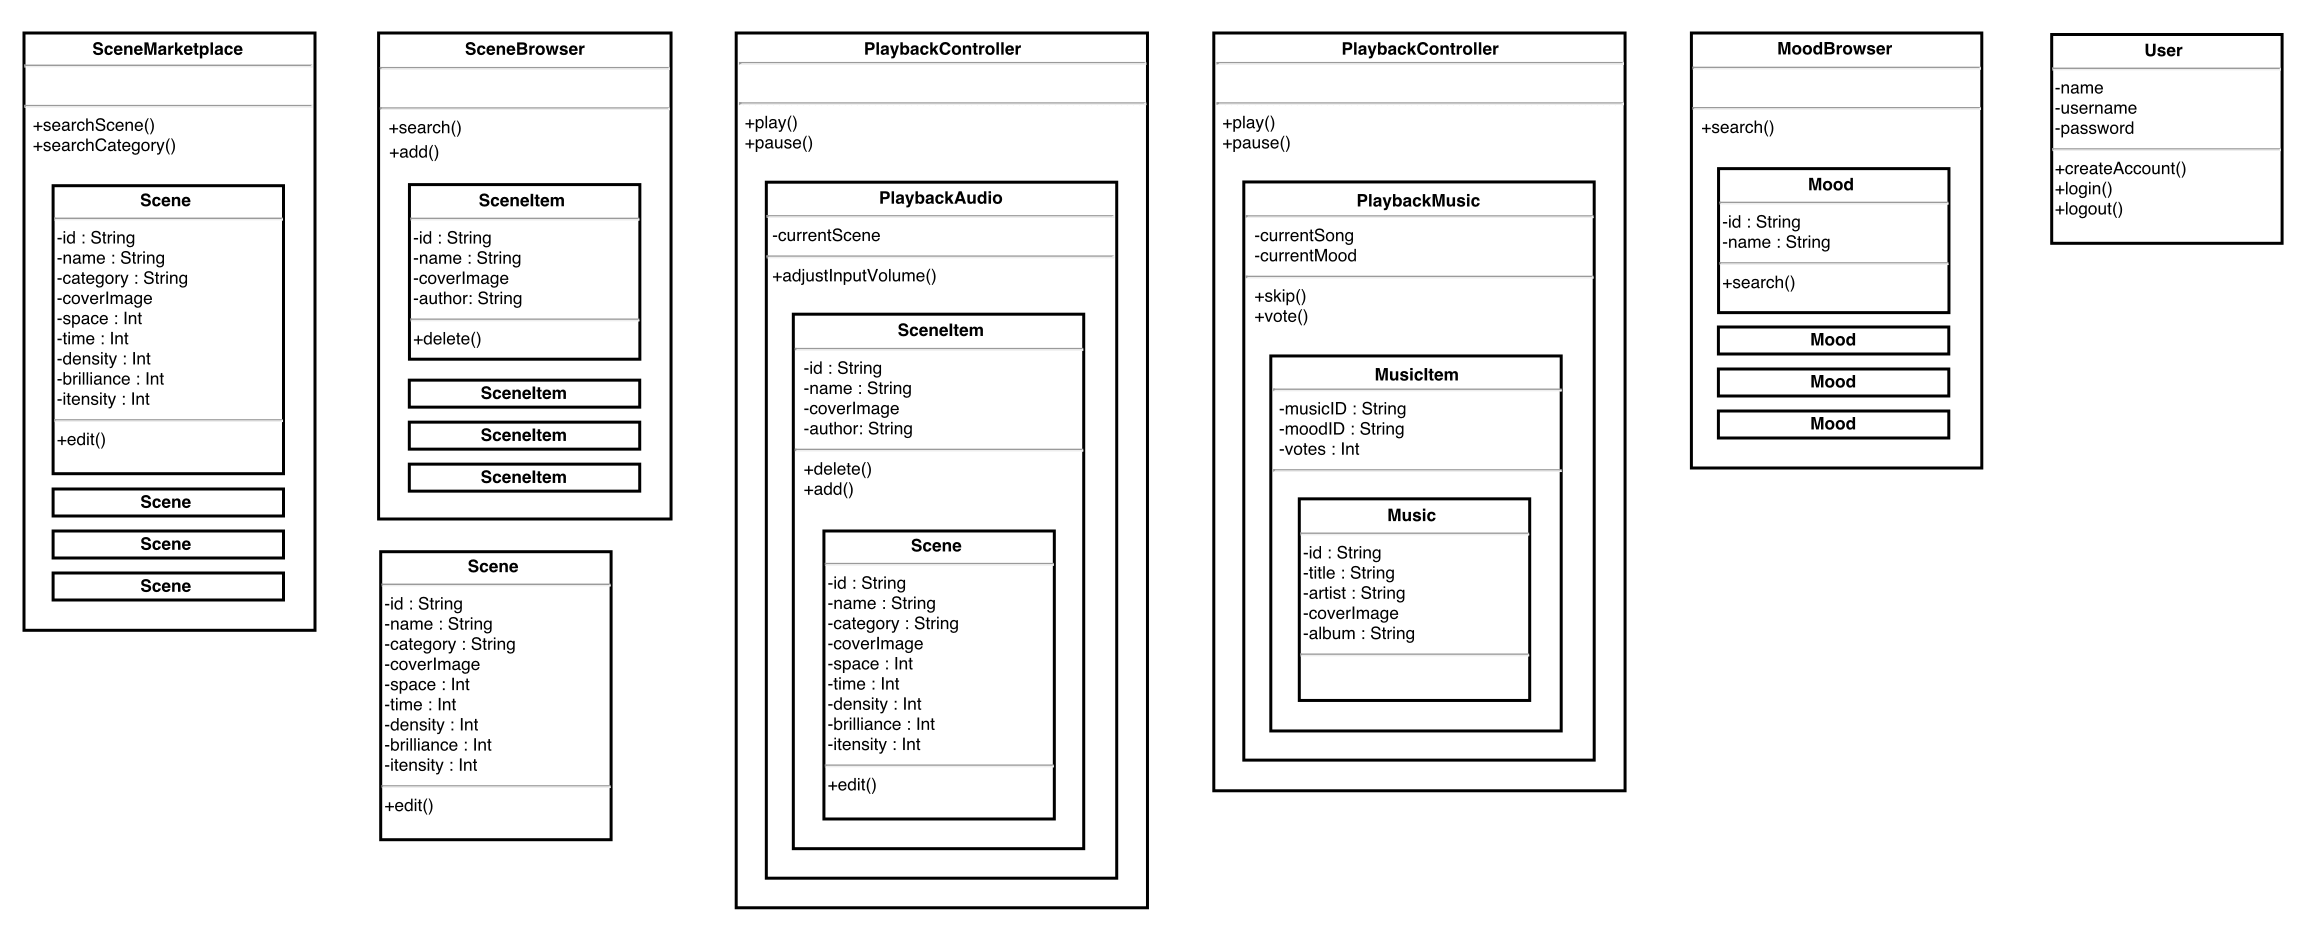 SceneMarketplace
+searchScene()
+searchCategory()
Scene
-id : String
-name : String
-category : String
-coverImage
-space : Int
-time : Int
-density : Int
-brilliance : Int
-itensity : Int
+edit()
Scene
Scene
Scene
SceneBrowser
+search()
+add()
SceneItem
-id : String
-name : String
-coverImage
-author: String
+delete()
SceneItem
SceneItem
SceneItem
Scene
-id : String
-name : String
-category : String
-coverImage
-space : Int
-time : Int
-density : Int
-brilliance : Int
-itensity : Int
+edit()
PlaybackController
+play()
+pause()
PlaybackAudio
-currentScene
+adjustInputVolume()
SceneItem
-id : String
-name : String
-coverImage
-author: String
+delete()
+add()
Scene
-id : String
-name : String
-category : String
-coverImage
-space : Int
-time : Int
-density : Int
-brilliance : Int
-itensity : Int
+edit()
PlaybackController
+play()
+pause()
PlaybackMusic
-currentSong
-currentMood
+skip()
+vote()
MusicItem
-musicID : String
-moodID : String
-votes : Int
Music
-id : String
-title : String
-artist : String
-coverImage
-album : String
MoodBrowser
+search()
Mood
-id : String
-name : String
+search()
Mood
Mood
Mood
User
-name
-username
-password
+createAccount()
+login()
+logout()